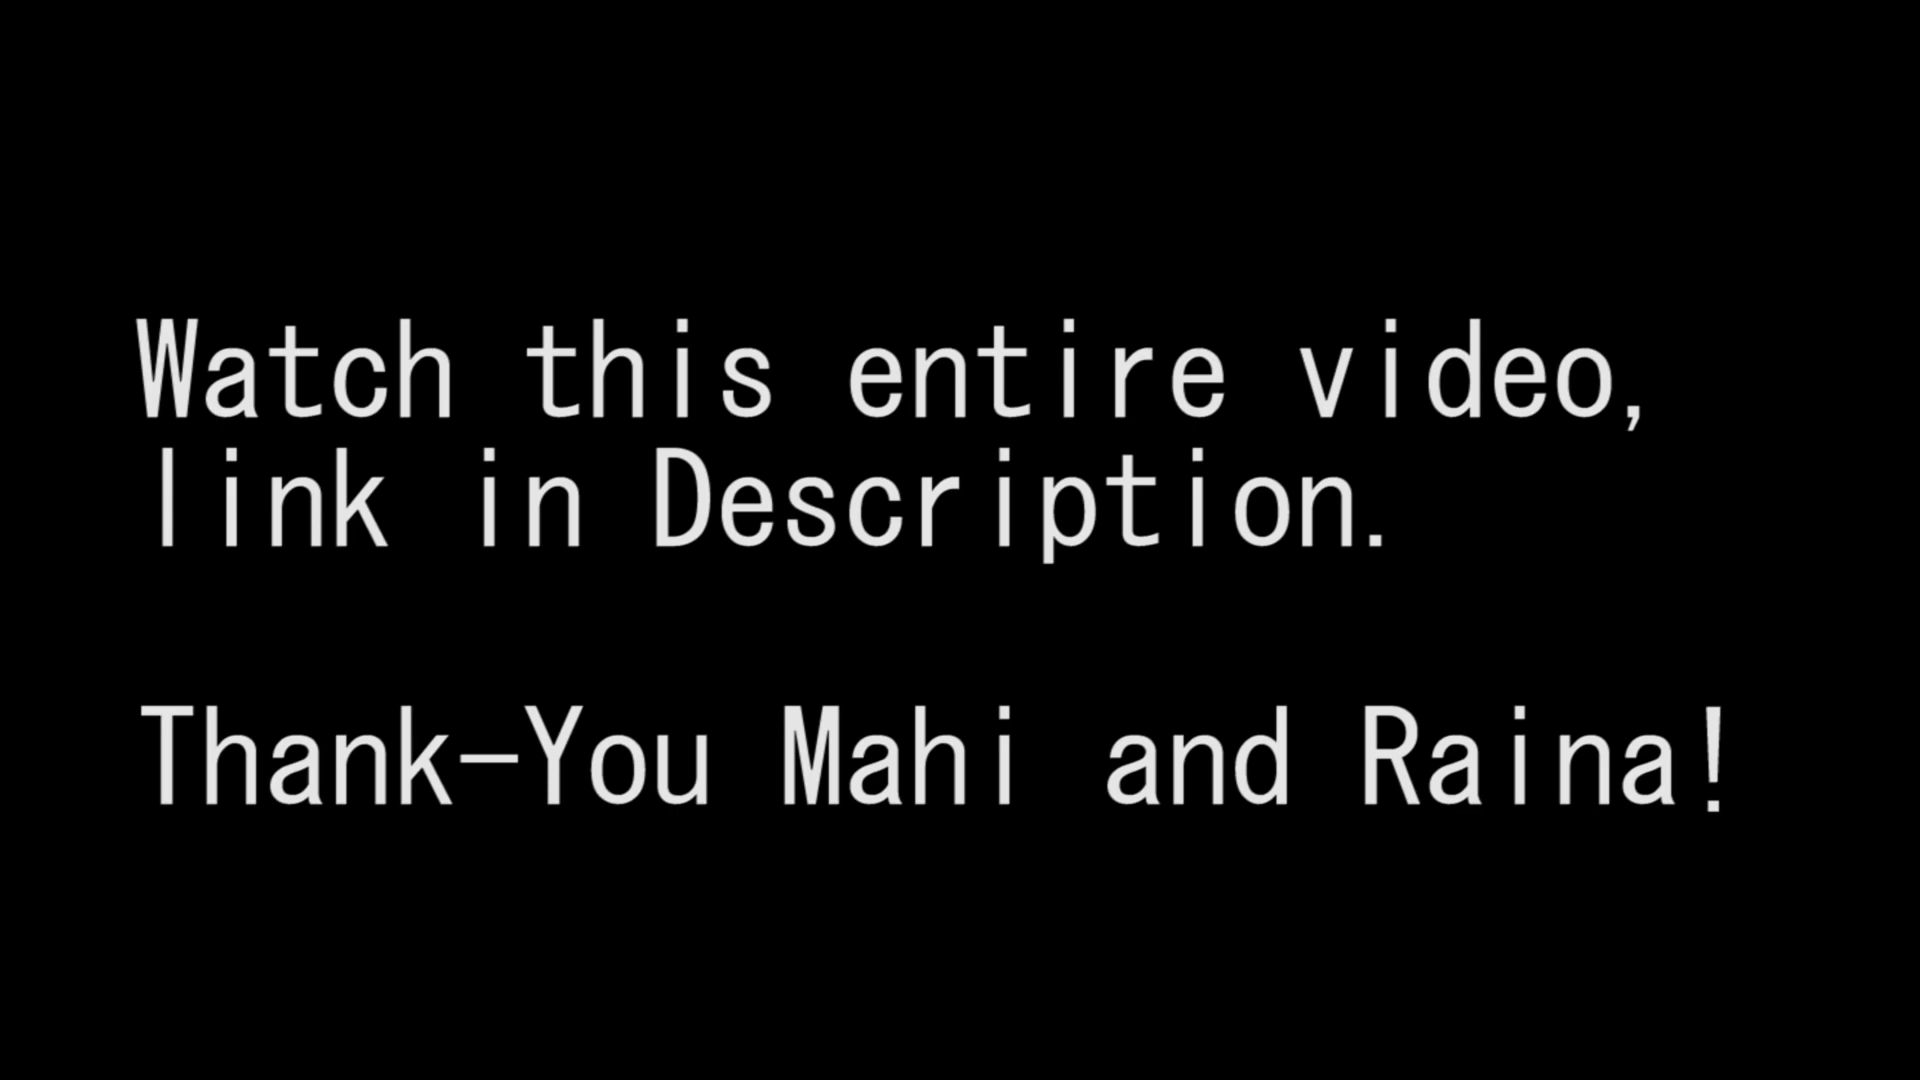 Watch this entire video,
link in Description.
Thank-You Mahi and Raina!